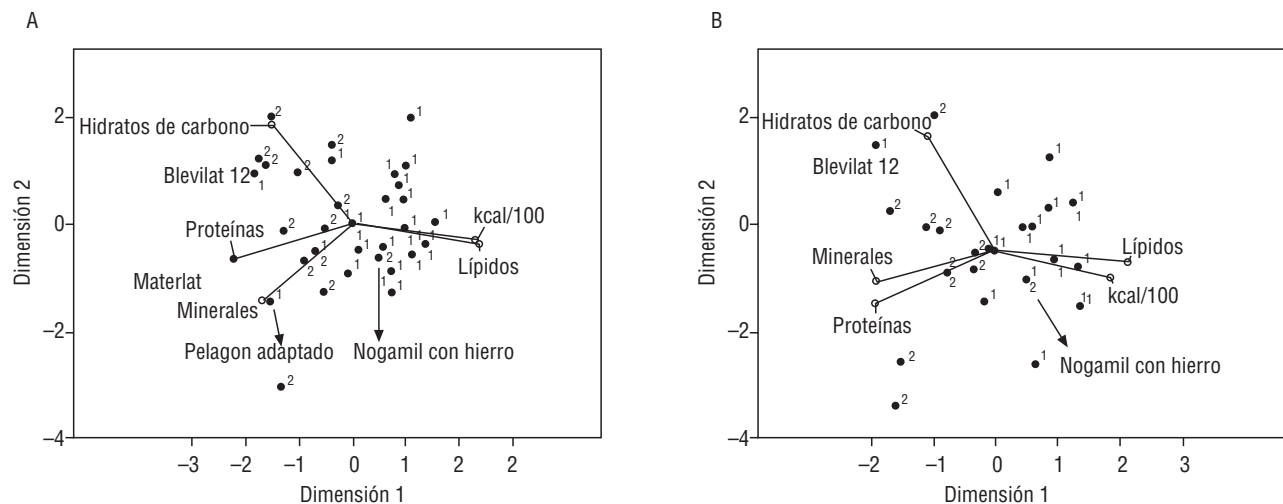 A
Dimensión 2
2
0
–2
–4
Hidratos de carbono
Blevilat 12
Proteínas
Materlat
Minerales
Pelagon adaptado
Nogamil con hierro
kcal/100
Lípidos
–3 –2 –1 0 1 2
Dimensión 1
B
Dimensión 2
2
0
–2
–4
Hidratos de carbono
Blevilat 12
Minerales
Proteínas
Lípidos
kcal/100
Nogamil con hierro
–2 –1 0 1 2 3
Dimensión 1